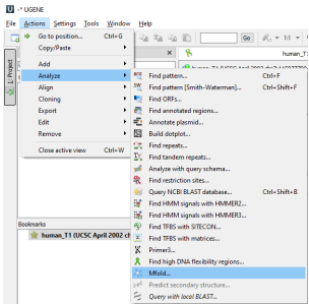 -* UGENE
File Actions Settings Tools Window Help
Go to position... Ctrl+G
Copy/Paste
Add
Analyze
Align
Cloning
Export
Edit
Remove
Close active view Ctrl+W
Go
1: Project
human_T1
Find pattern... Ctrl+F
Find pattern [Smith-Waterman]... Ctrl+Shift+F
Find ORFs...
Find annotated regions...
Annotate plasmid...
Build dotplot...
Find repeats...
Find tandem repeats...
Analyze with query schema...
Find restriction sites...
Query NCBI BLAST database... Ctrl+Shift+B
Find HMM signals with HMMER2...
Find HMM signals with HMMER3...
Find TFBS with SITECON...
Find TFBS with matrices...
Primer3...
Find high DNA flexibility regions...
Mfold...
Predict secondary structure...
Query with local BLAST...
Bookmarks
human_T1 (UCSC April 2002 ch